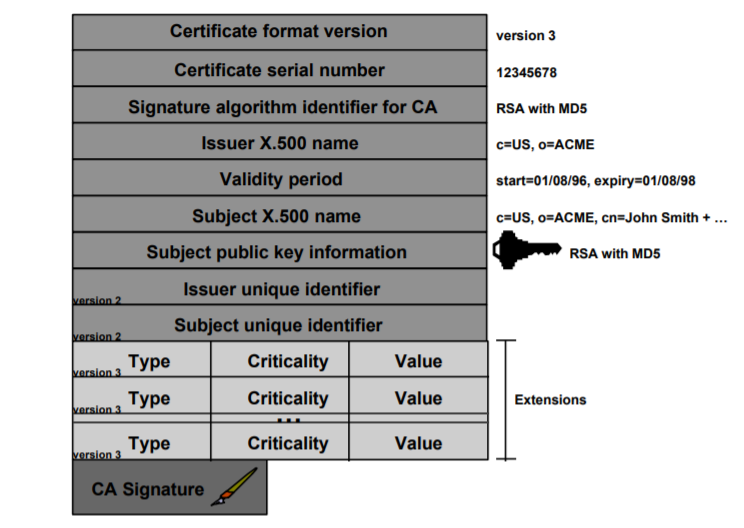 Certificate format version version 3
Certificate serial number 12345678
Signature algorithm identifier for CA RSA with MD5
Issuer X.500 name c=US, o=ACME
Validity period start=01/08/96, expiry=01/08/98
Subject X.500 name c=US, o=ACME, cn=John Smith + ...
Subject public key information RSA with MD5
version 2 Issuer unique identifier
version 2 Subject unique identifier
version 3 Type Criticality Value
version 3 Type Criticality Value Extensions
...
version 3 Type Criticality Value
CA Signature